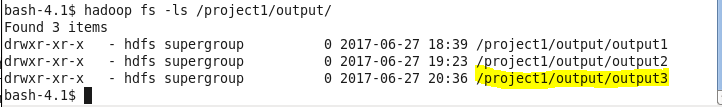 bash-4.1$ hadoop fs -ls /project1/output/
Found 3 items
drwxr-xr-x   - hdfs supergroup          0 2017-06-27 18:39 /project1/output/output1
drwxr-xr-x   - hdfs supergroup          0 2017-06-27 19:23 /project1/output/output2
drwxr-xr-x   - hdfs supergroup          0 2017-06-27 20:36 /project1/output/output3
bash-4.1$